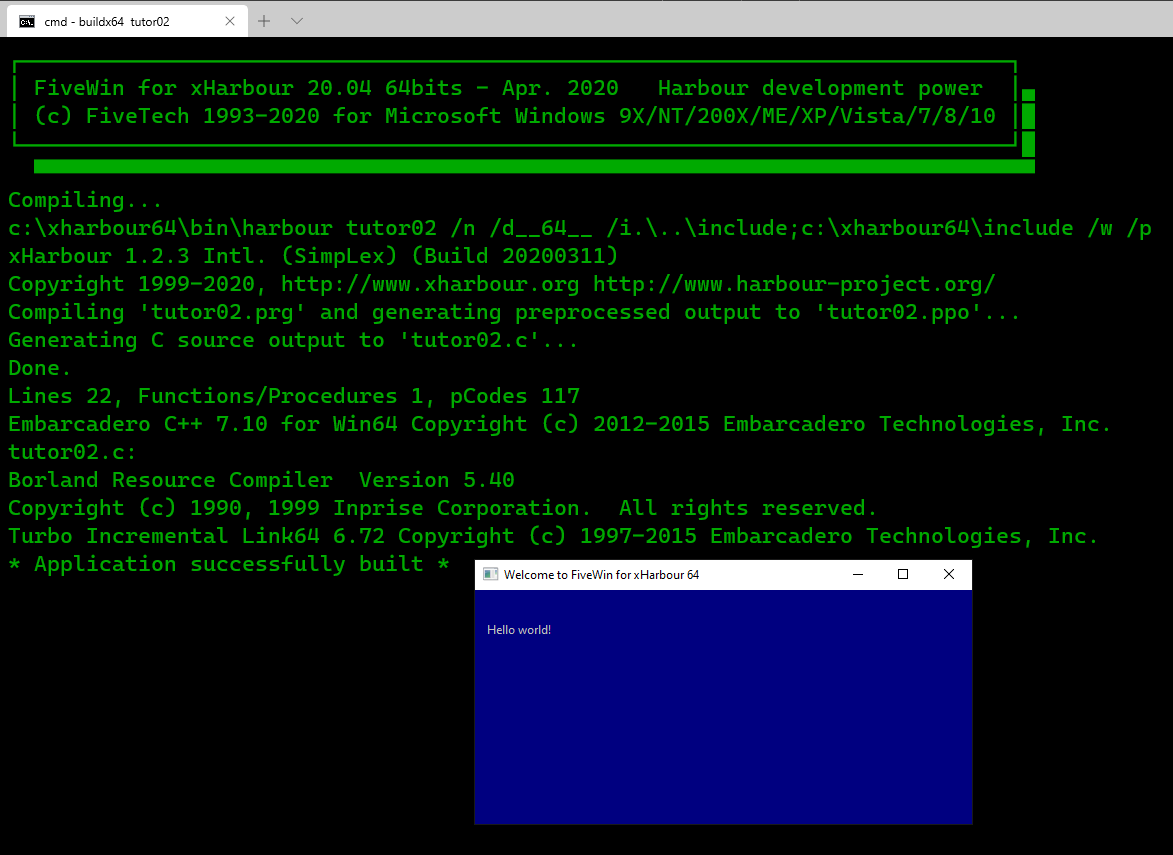 cmd - buildx64 tutor02
FiveWin for xHarbour 20.04 64bits - Apr. 2020   Harbour development power
(c) FiveTech 1993-2020 for Microsoft Windows 9X/NT/200X/ME/XP/Vista/7/8/10
Compiling...
c:\xharbour64\bin\harbour tutor02 /n /d__64__ /i.\..\include;c:\xharbour64\include /w /p
xHarbour 1.2.3 Intl. (SimpLex) (Build 20200311)
Copyright 1999-2020, http://www.xharbour.org http://www.harbour-project.org/
Compiling 'tutor02.prg' and generating preprocessed output to 'tutor02.ppo'...
Generating C source output to 'tutor02.c'...
Done.
Lines 22, Functions/Procedures 1, pCodes 117
Embarcadero C++ 7.10 for Win64 Copyright (c) 2012-2015 Embarcadero Technologies, Inc.
tutor02.c:
Borland Resource Compiler  Version 5.40
Copyright (c) 1990, 1999 Inprise Corporation.  All rights reserved.
Turbo Incremental Link64 6.72 Copyright (c) 1997-2015 Embarcadero Technologies, Inc.
* Application successfully built *
Welcome to FiveWin for xHarbour 64
Hello world!